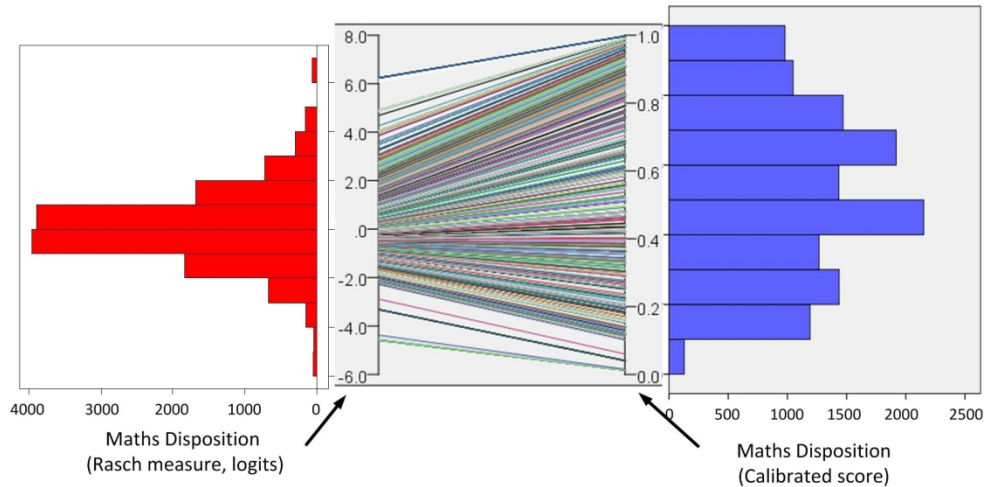 8.0
6.0
4.0
2.0
.0
-2.0
-4.0
-6.0
1.0
0.8
0.6
0.4
0.2
0.0
4000 3000 2000 1000 0
0 500 1000 1500 2000 2500
Maths Disposition
(Rasch measure, logits)
Maths Disposition
(Calibrated score)